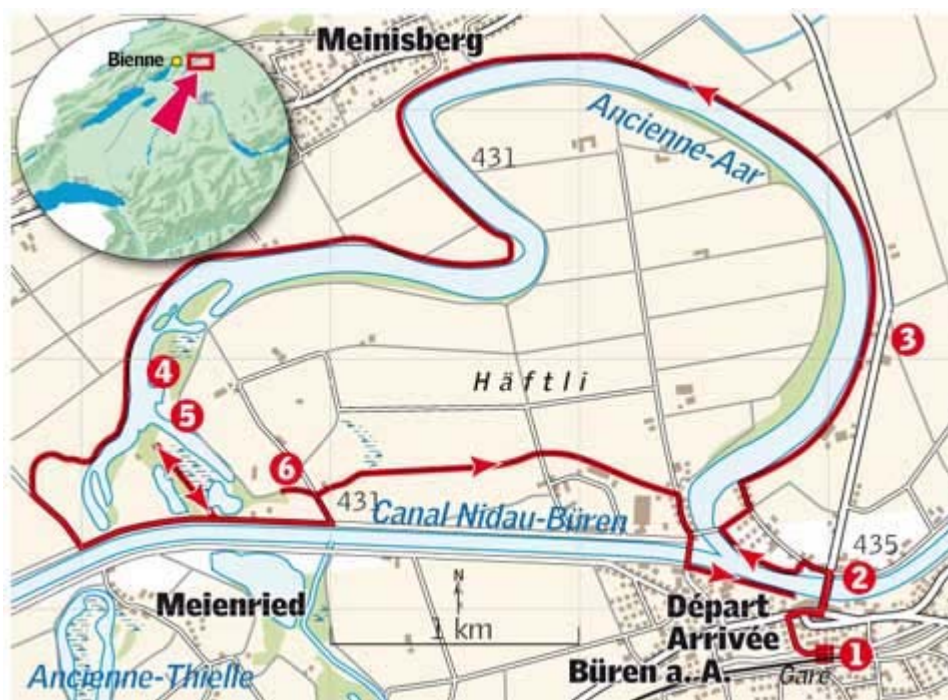 Meinisberg
Bienne
Ancienne-Aar
431
3
4
Häftli
5
6
431
Canal Nidau-Büren
435
2
Meienried
N
1 km
Départ
Arrivée
Büren a. A.
1
Gare
Ancienne-Thielle